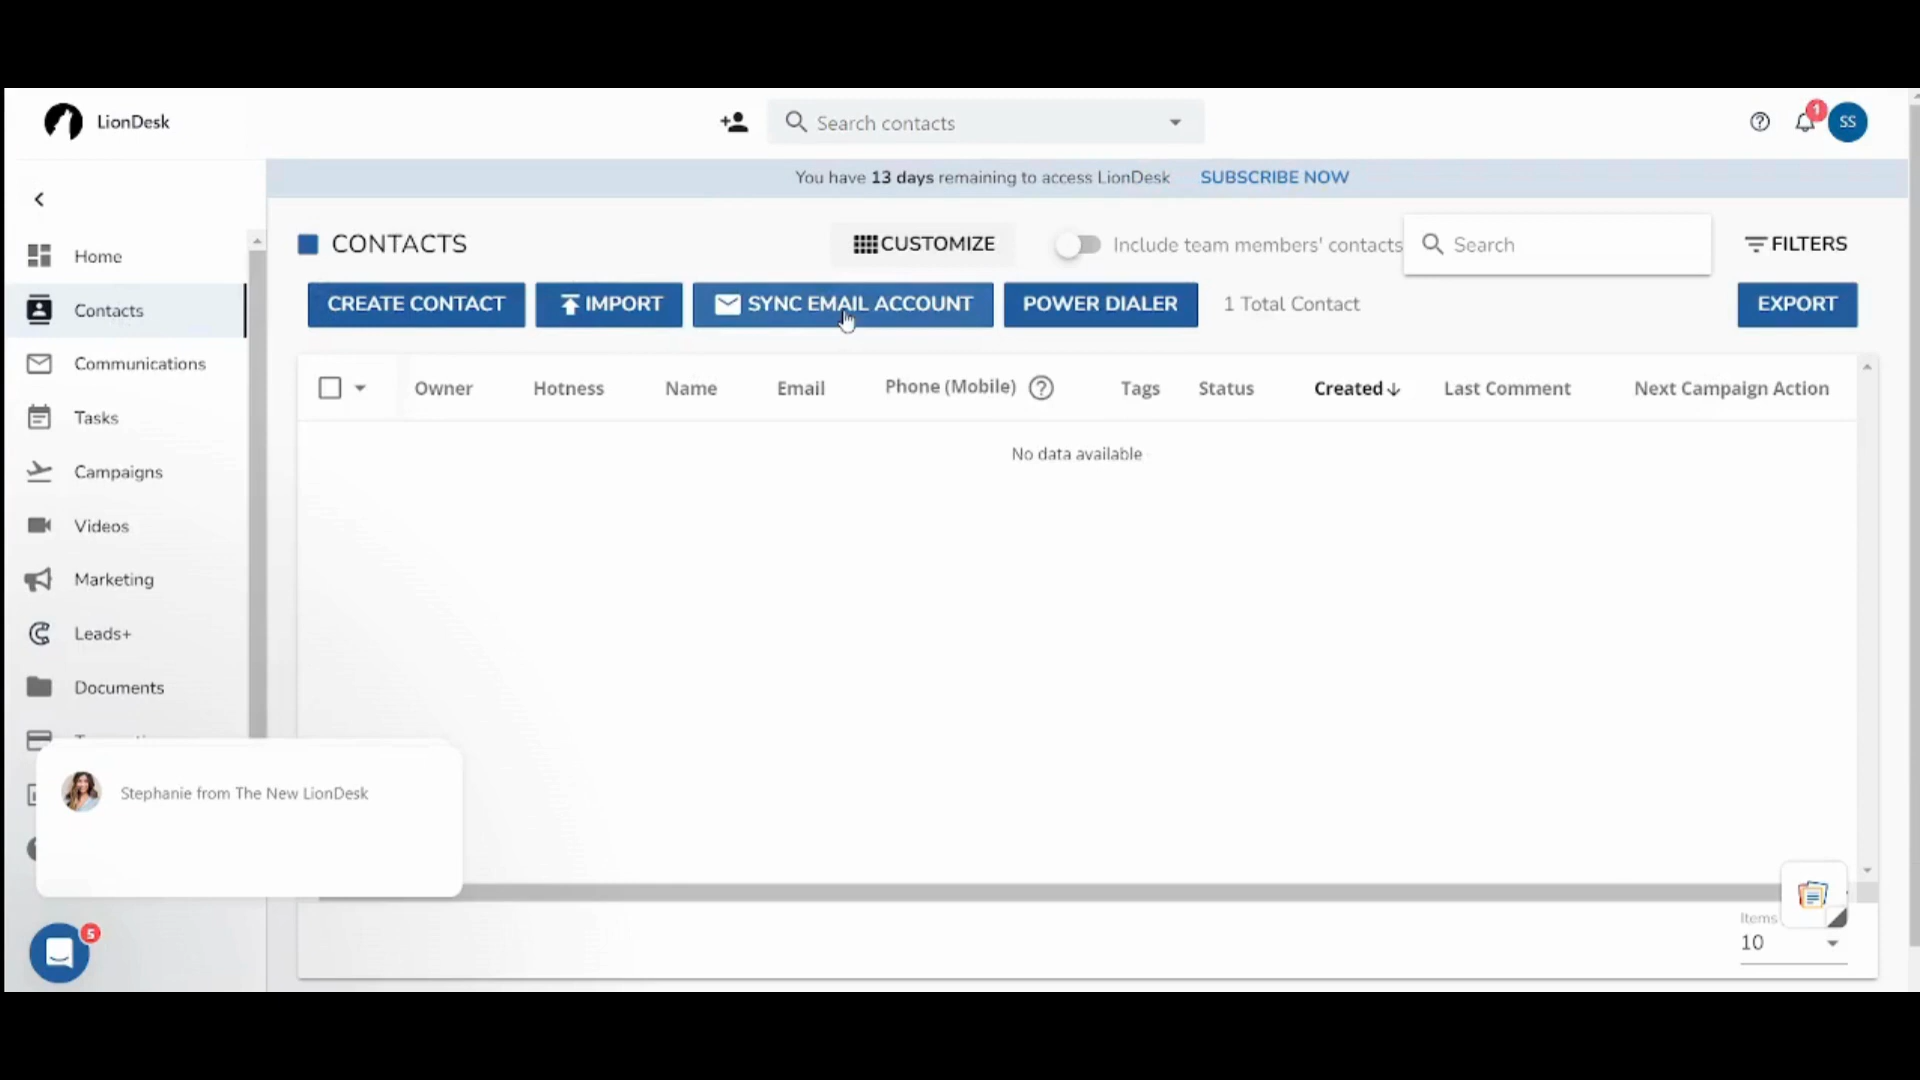 LionDesk
Search contacts
1
SS
You have 13 days remaining to access LionDesk SUBSCRIBE NOW
CONTACTS
CUSTOMIZE
Include team members' contacts
Search
FILTERS
CREATE CONTACT
IMPORT
SYNC EMAIL ACCOUNT
POWER DIALER
1 Total Contact
EXPORT
Home
Contacts
Communications
Tasks
Campaigns
Videos
Marketing
Leads+
Documents
Owner Hotness Name Email Phone (Mobile) Tags Status Created Last Comment Next Campaign Action
No data available
Stephanie from The New LionDesk
5
Items
10